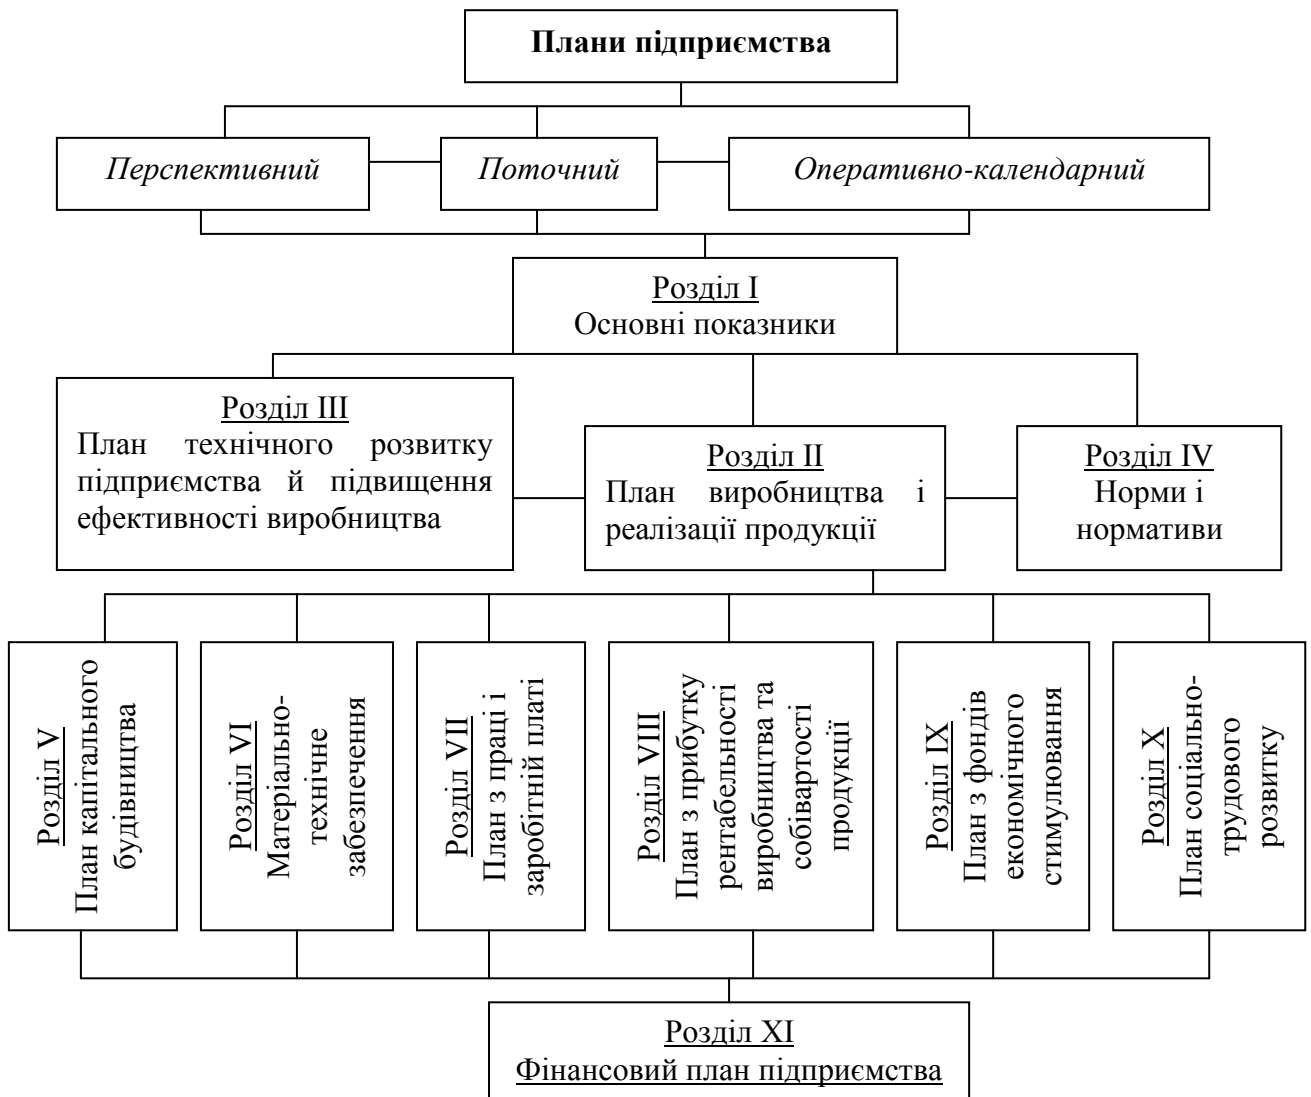 Плани підприємства
Перспективний
Поточний
Оперативно-календарний
Розділ I
Основні показники
Розділ III
План технічного розвитку
підприємства й підвищення
ефективності виробництва
Розділ II
План виробництва і
реалізації продукції
Розділ IV
Норми і
нормативи
Розділ V
План капітального
будівництва
Розділ VI
Матеріально-
технічне
забезпечення
Розділ VII
План з праці і
заробітній платі
Розділ VIII
План з прибутку
рентабельності
виробництва та
собівартості
продукції
Розділ IX
План з фондів
економічного
стимулювання
Розділ X
План соціально-
трудового
розвитку
Розділ XI
Фінансовий план підприємства